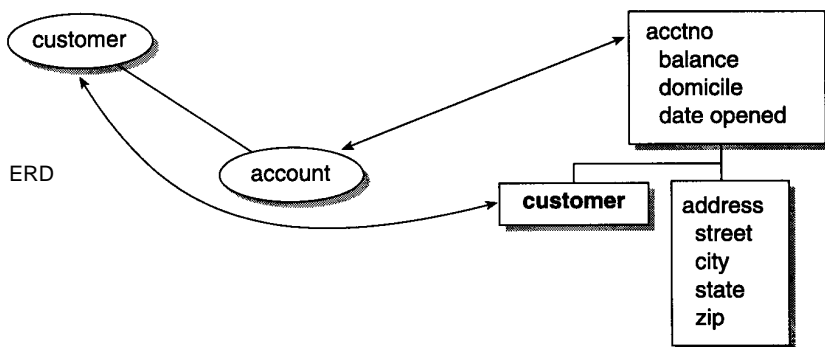 customer
account
ERD
acctno
balance
domicile
date opened
customer
address
street
city
state
zip